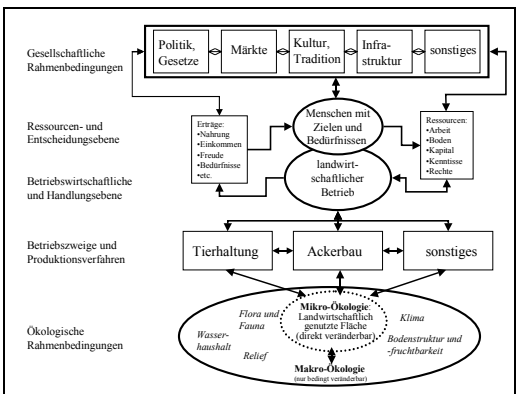 Gesellschaftliche
Rahmenbedingungen
Politik,
Gesetze
Märkte
Kultur,
Tradition
Infra-
struktur
sonstiges
Ressourcen- und
Entscheidungsebene
Erträge:
•Nahrung
•Einkommen
•Freude
•Bedürfnisse
•etc.
Menschen mit
Zielen und
Bedürfnissen
Ressourcen:
•Arbeit
•Boden
•Kapital
•Kenntisse
•Rechte
Betriebswirtschaftliche
und Handlungsebene
landwirt-
schaftlicher
Betrieb
Betriebszweige und
Produktionsverfahren
Tierhaltung
Ackerbau
sonstiges
Ökologische
Rahmenbedingungen
Wasser-
haushalt
Flora und
Fauna
Relief
Mikro-Ökologie:
Landwirtschaftlich
genutzte Fläche
(direkt veränderbar)
Klima
Bodenstruktur und
-fruchtbarkeit
Makro-Ökologie
(nur bedingt veränderbar)